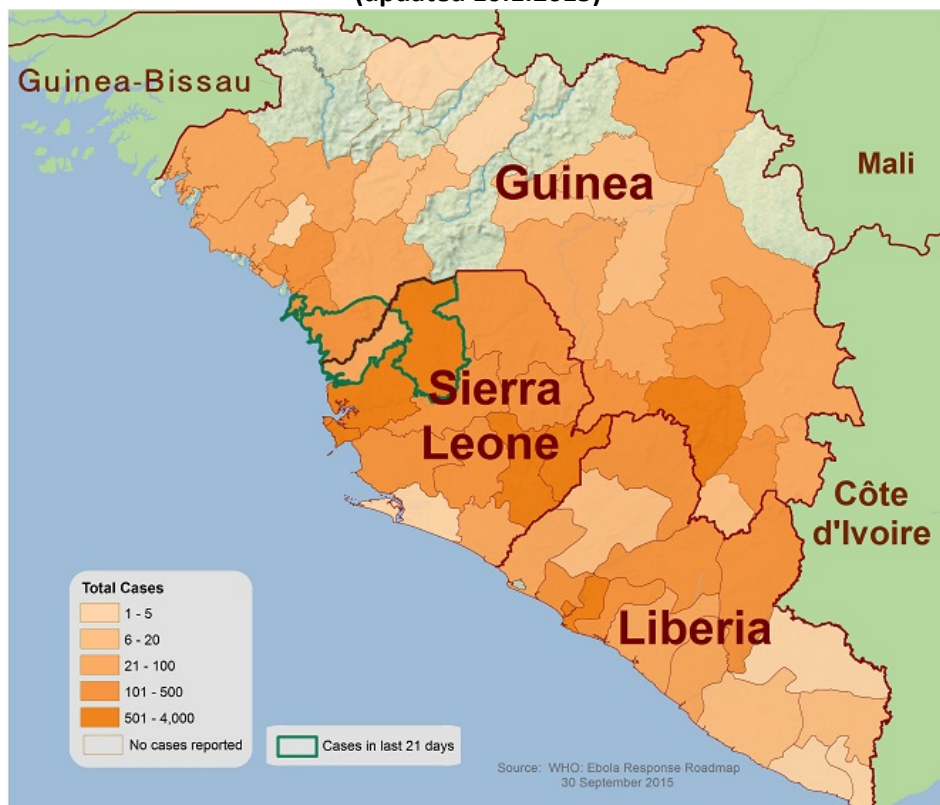 Guinea-Bissau
Guinea
Mali
Sierra
Leone
Côte
d'Ivoire
Liberia
Total Cases
1 - 5
6 - 20
21 - 100
101 - 500
501 - 4,000
No cases reported
Cases in last 21 days
Source: WHO: Ebola Response Roadmap
30 September 2015